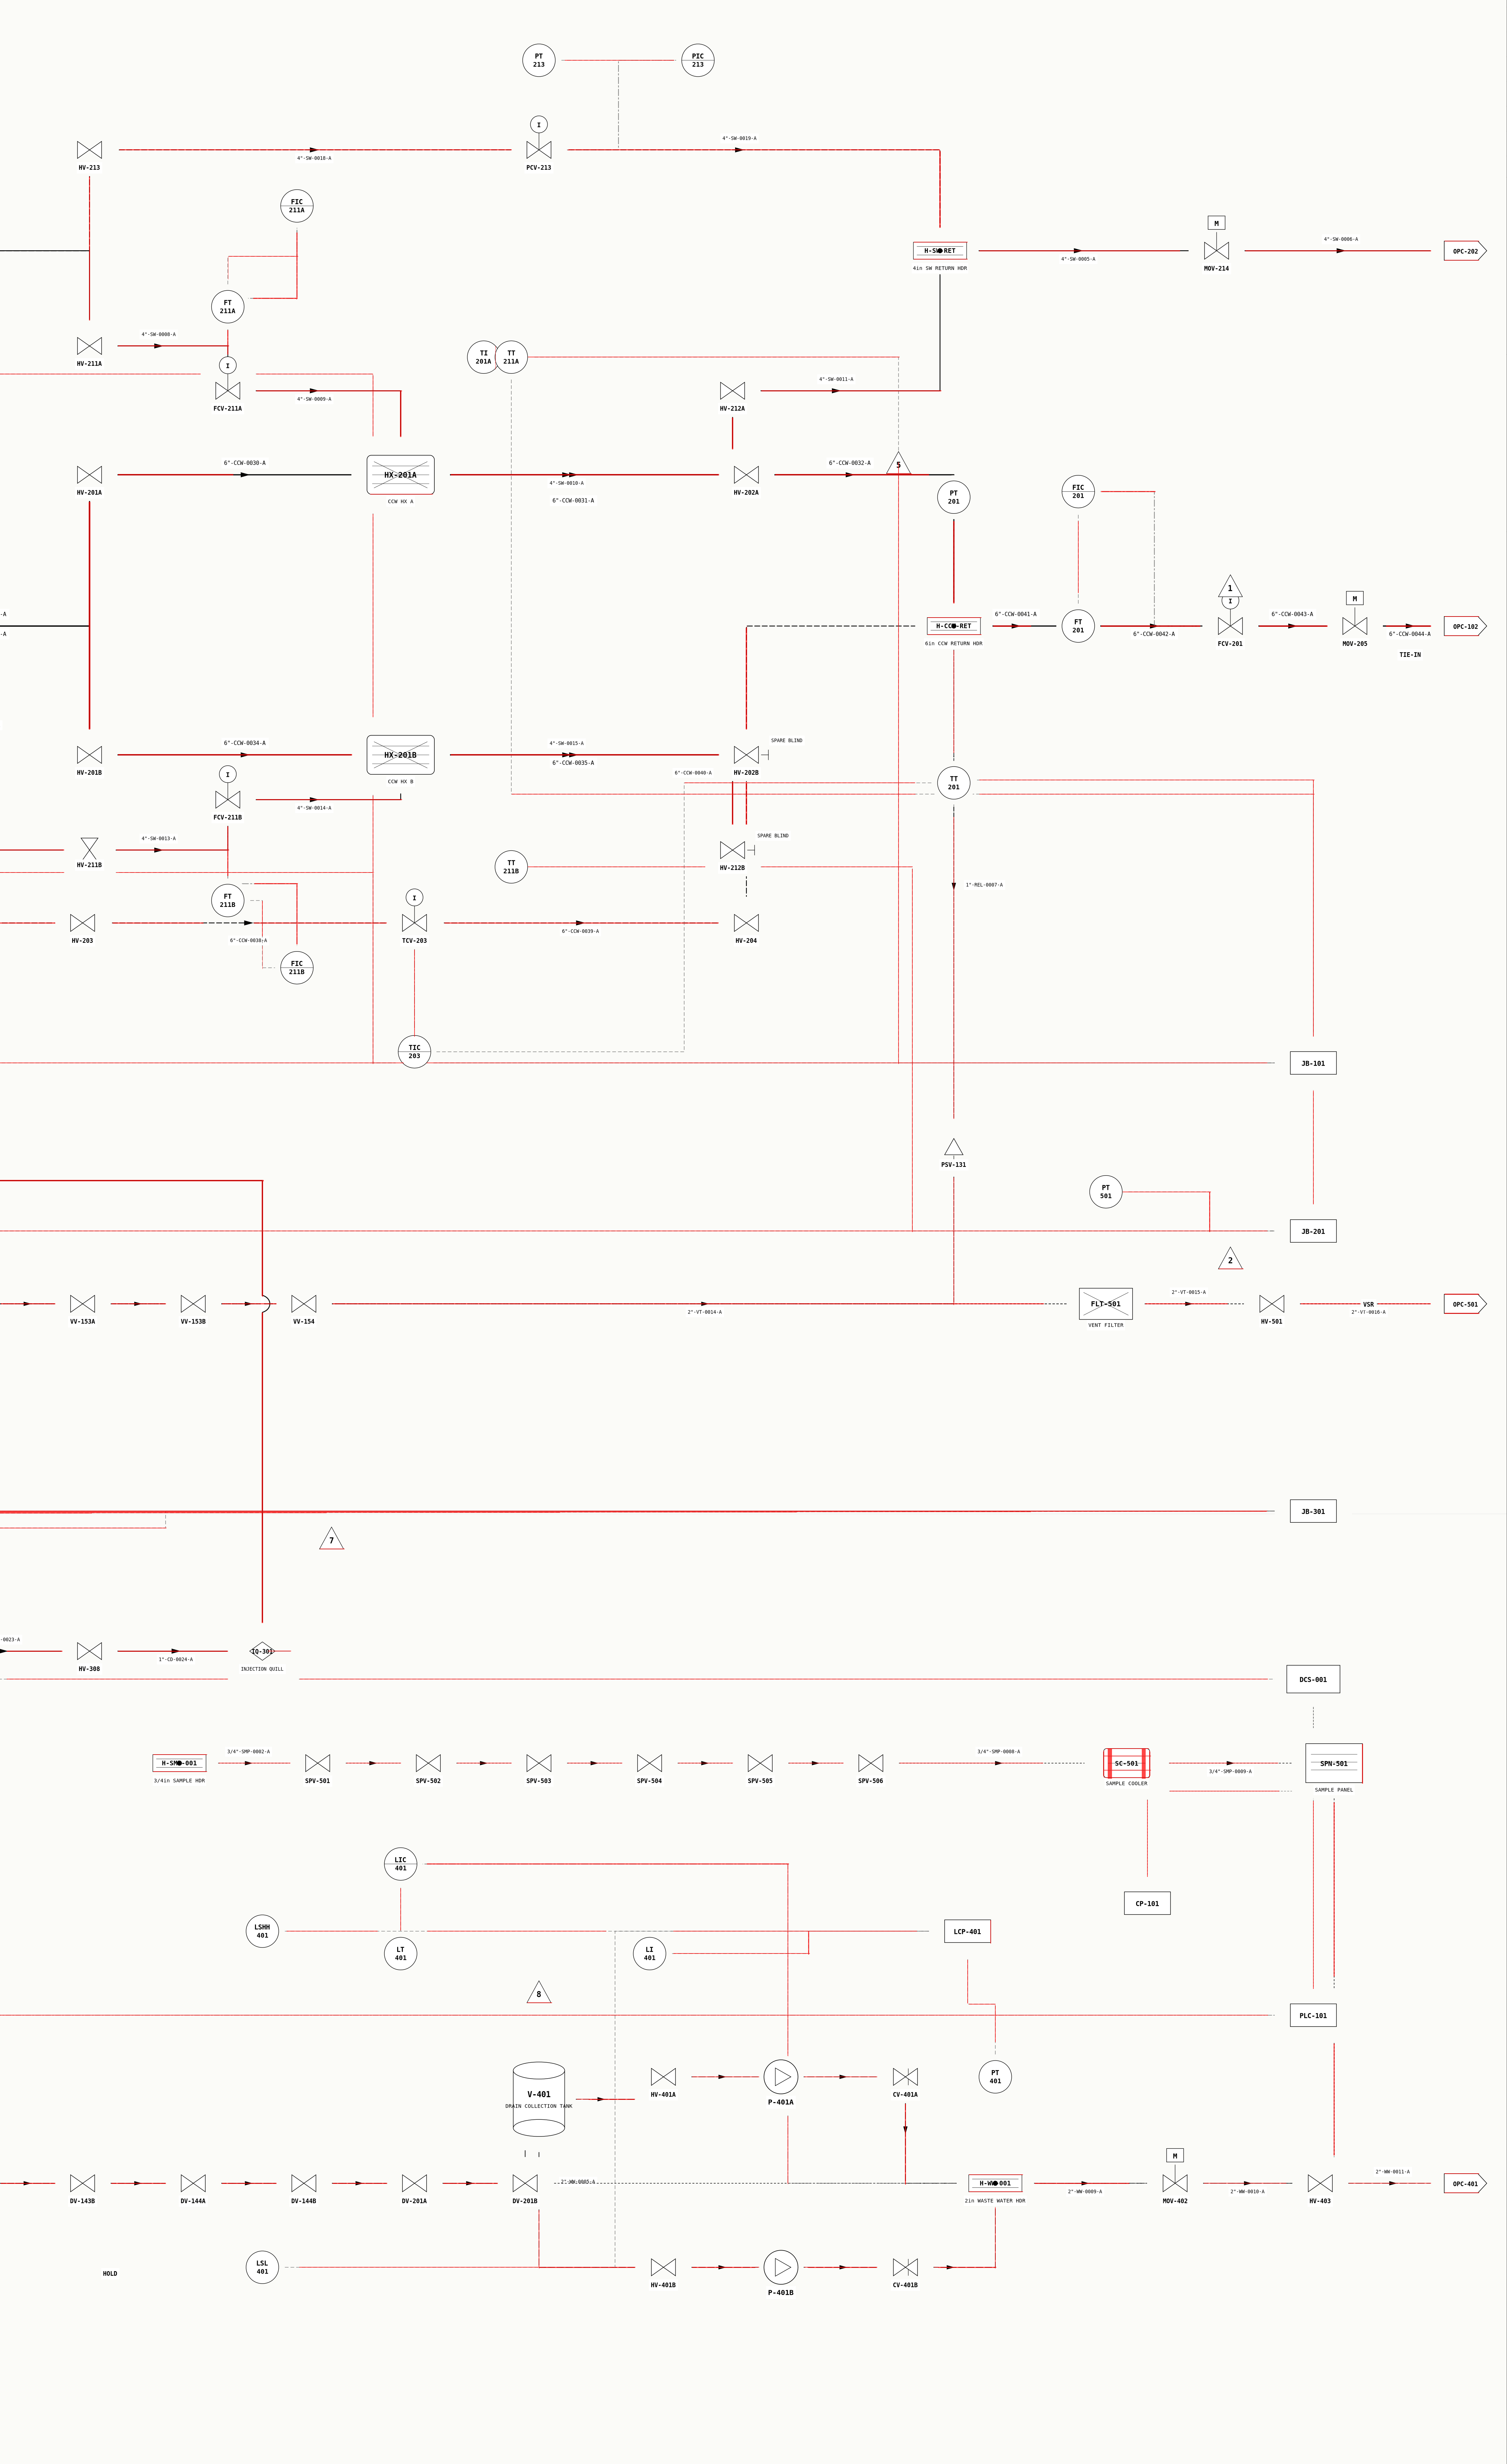 PT
213
PIC
213
I
4"-SW-0019-A
HV-213
4"-SW-0018-A
PCV-213
FIC
211A
M
4"-SW-0006-A
H-SW-RET
OPC-202
4in SW RETURN HDR
4"-SW-0005-A
MOV-214
FT
211A
4"-SW-0008-A
HV-211A
TI
201A
TT
211A
I
FCV-211A
4"-SW-0009-A
4"-SW-0011-A
HV-212A
6"-CCW-0030-A
6"-CCW-0032-A
5
HV-201A
HX-201A
CCW HX A
4"-SW-0010-A
6"-CCW-0031-A
HV-202A
PT
201
FIC
201
1
I
M
-A
-A
H-CCW-RET
6in CCW RETURN HDR
6"-CCW-0041-A
FT
201
6"-CCW-0042-A
FCV-201
6"-CCW-0043-A
MOV-205
6"-CCW-0044-A
OPC-102
TIE-IN
6"-CCW-0034-A
HV-201B
HX-201B
CCW HX B
4"-SW-0015-A
6"-CCW-0035-A
SPARE BLIND
HV-202B
6"-CCW-0040-A
TT
201
I
FCV-211B
4"-SW-0014-A
4"-SW-0013-A
HV-211B
SPARE BLIND
HV-212B
TT
211B
1"-REL-0007-A
FT
211B
I
HV-203
6"-CCW-0038-A
TCV-203
6"-CCW-0039-A
HV-204
FIC
211B
TIC
203
JB-101
PSV-131
PT
501
JB-201
2
VV-153A
VV-153B
VV-154
2"-VT-0014-A
FLT-501
VENT FILTER
2"-VT-0015-A
HV-501
VSR
2"-VT-0016-A
OPC-501
JB-301
7
-0023-A
HV-308
1"-CD-0024-A
IQ-301
INJECTION QUILL
DCS-001
H-SMP-001
3/4in SAMPLE HDR
3/4"-SMP-0002-A
SPV-501
SPV-502
SPV-503
SPV-504
SPV-505
SPV-506
3/4"-SMP-0008-A
SC-501
SAMPLE COOLER
3/4"-SMP-0009-A
SPN-501
SAMPLE PANEL
LIC
401
CP-101
LSHH
401
LT
401
LI
401
LCP-401
8
PLC-101
V-401
DRAIN COLLECTION TANK
HV-401A
P-401A
CV-401A
PT
401
DV-143B
DV-144A
DV-144B
DV-201A
DV-201B
2"-WW-0005-A
H-WW-001
2in WASTE WATER HDR
2"-WW-0009-A
M
MOV-402
2"-WW-0010-A
HV-403
2"-WW-0011-A
OPC-401
HOLD
LSL
401
HV-401B
P-401B
CV-401B